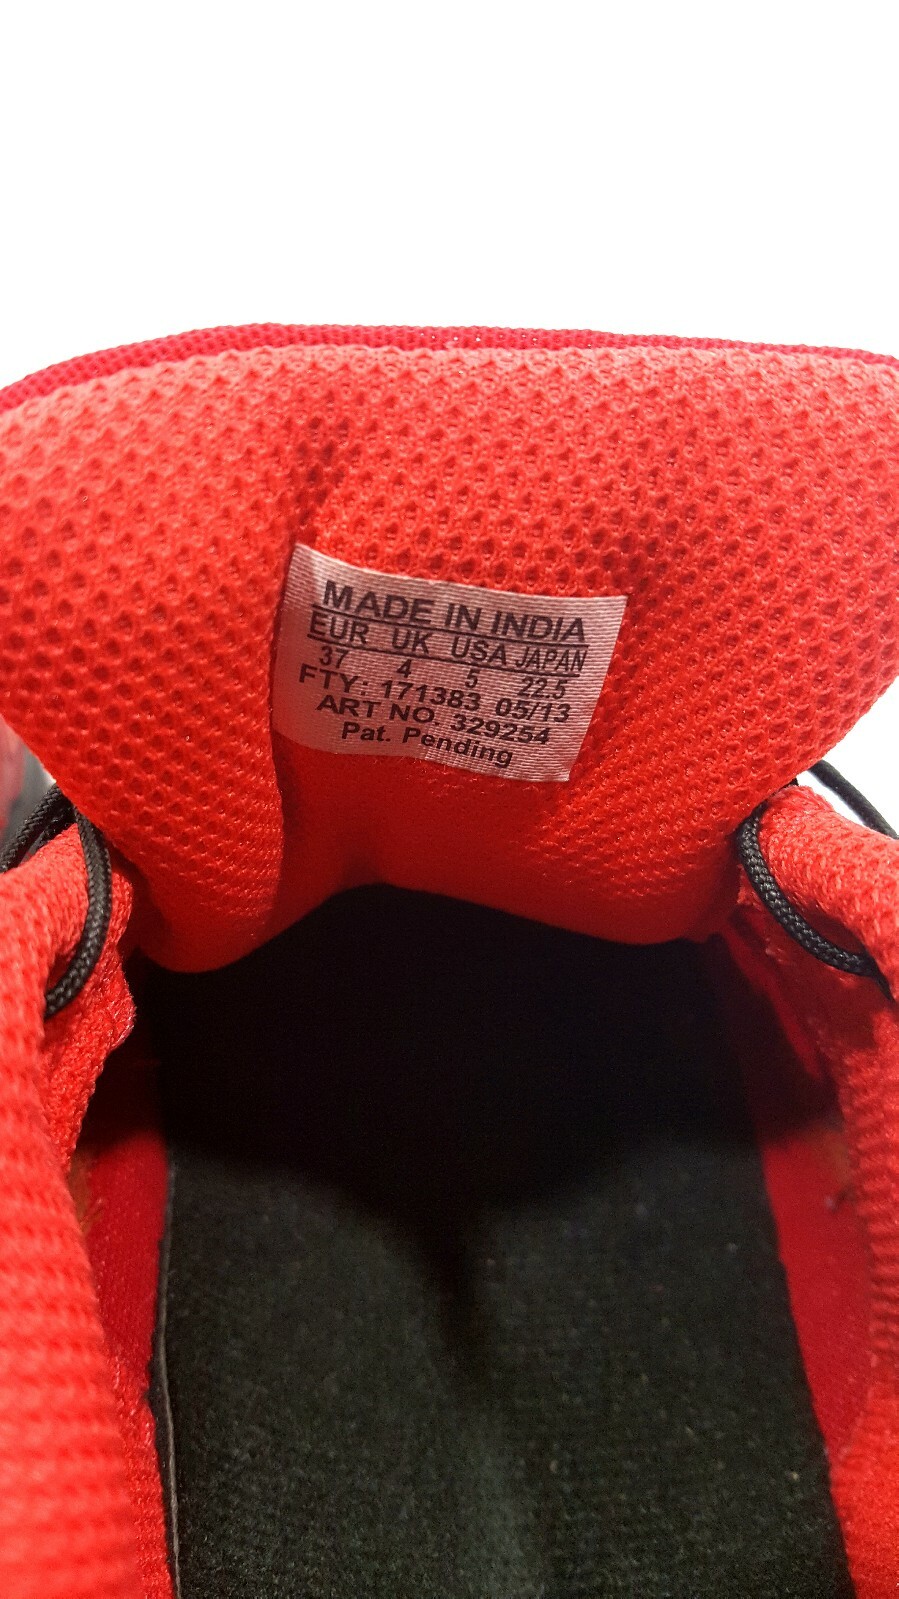 MADE IN INDIA
EUR UK USA JAPAN
37 4 5 22.5
FTY: 171383 05/13
ART NO. 329254
Pat. Pending